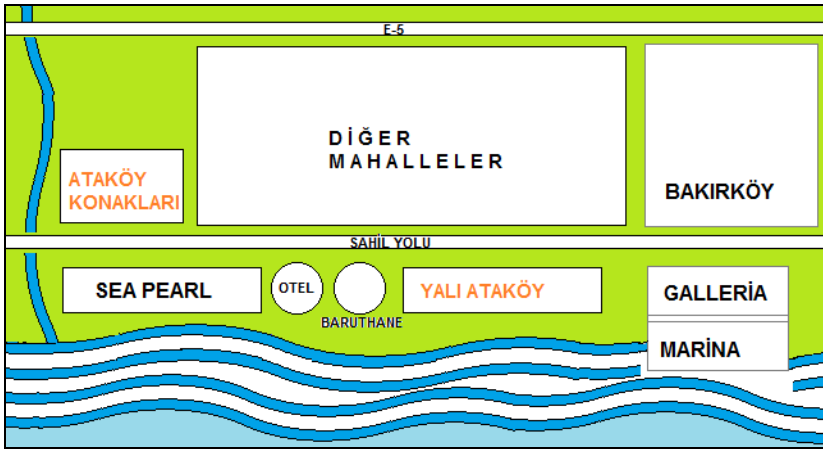 E-5
DİĞER
MAHALLELER
ATAKÖY
KONAKLARI
BAKIRKÖY
SAHİL YOLU
SEA PEARL
OTEL
YALI ATAKÖY
GALLERİA
BARUTHANE
MARİNA